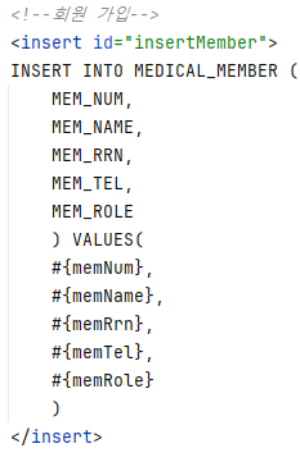 <!--회원 가입-->
<insert id="insertMember">
INSERT INTO MEDICAL_MEMBER (
    MEM_NUM,
    MEM_NAME,
    MEM_RRN,
    MEM_TEL,
    MEM_ROLE
    ) VALUES(
    #{memNum},
    #{memName},
    #{memRrn},
    #{memTel},
    #{memRole}
    )
</insert>